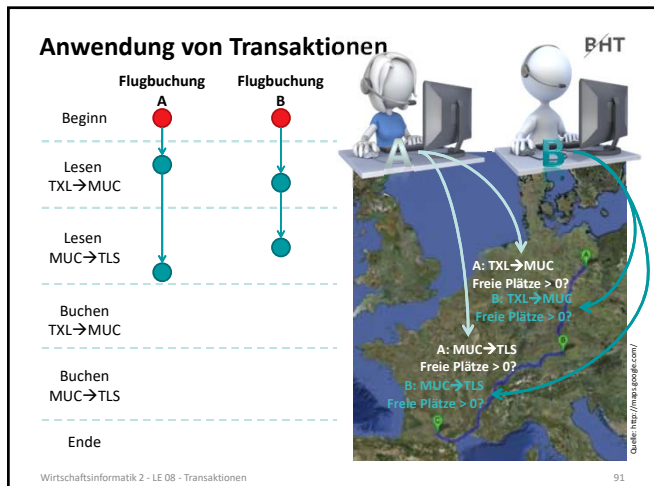 Anwendung von Transaktionen
BHT
Flugbuchung
A
Flugbuchung
B
Beginn
Lesen
TXL→MUC
Lesen
MUC→TLS
Buchen
TXL→MUC
Buchen
MUC→TLS
Ende
A
B
A: TXL→MUC
Freie Plätze > 0?
B: TXL→MUC
Freie Plätze > 0?
A: MUC→TLS
Freie Plätze > 0?
B: MUC→TLS
Freie Plätze > 0?
A
B
C
Quelle: http://maps.google.com/
Wirtschaftsinformatik 2 - LE 08 - Transaktionen
91